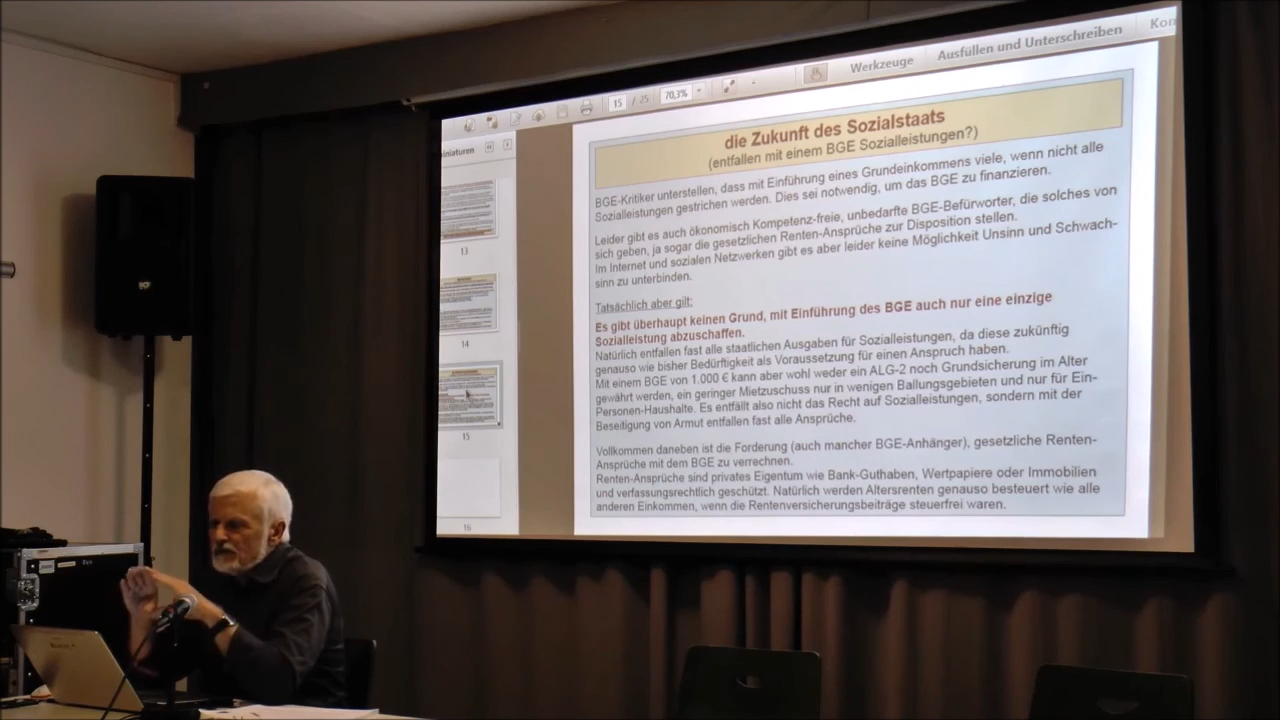 Werkzeuge
Ausfüllen und Unterschreiben
15 / 25
70,3%
die Zukunft des Sozialstaats
(entfallen mit einem BGE Sozialleistungen?)
BGE-Kritiker unterstellen, dass mit Einführung eines Grundeinkommens viele, wenn nicht alle
Sozialleistungen gestrichen werden. Dies sei notwendig, um das BGE zu finanzieren.
Leider gibt es auch ökonomisch Kompetenz-freie, unbedarfte BGE-Befürworter, die solches von
sich geben, ja sogar die gesetzlichen Renten-Ansprüche zur Disposition stellen.
Im Internet und sozialen Netzwerken gibt es aber leider keine Möglichkeit Unsinn und Schwach-
sinn zu unterbinden.
Tatsächlich aber gilt:
Es gibt überhaupt keinen Grund, mit Einführung des BGE auch nur eine einzige
Sozialleistung abzuschaffen.
Natürlich entfallen fast alle staatlichen Ausgaben für Sozialleistungen, da diese zukünftig
genauso wie bisher Bedürftigkeit als Voraussetzung für einen Anspruch haben.
Mit einem BGE von 1.000 € kann aber wohl weder ein ALG-2 noch Grundsicherung im Alter
gewährt werden, ein geringer Mietzuschuss nur in wenigen Ballungsgebieten und nur für Ein-
Personen-Haushalte. Es entfällt also nicht das Recht auf Sozialleistungen, sondern mit der
Beseitigung von Armut entfallen fast alle Ansprüche.
Vollkommen daneben ist die Forderung (auch mancher BGE-Anhänger), gesetzliche Renten-
Ansprüche mit dem BGE zu verrechnen.
Renten-Ansprüche sind privates Eigentum wie Bank-Guthaben, Wertpapiere oder Immobilien
und verfassungsrechtlich geschützt. Natürlich werden Altersrenten genauso besteuert wie alle
anderen Einkommen, wenn die Rentenversicherungsbeiträge steuerfrei waren.
13
14
15
16